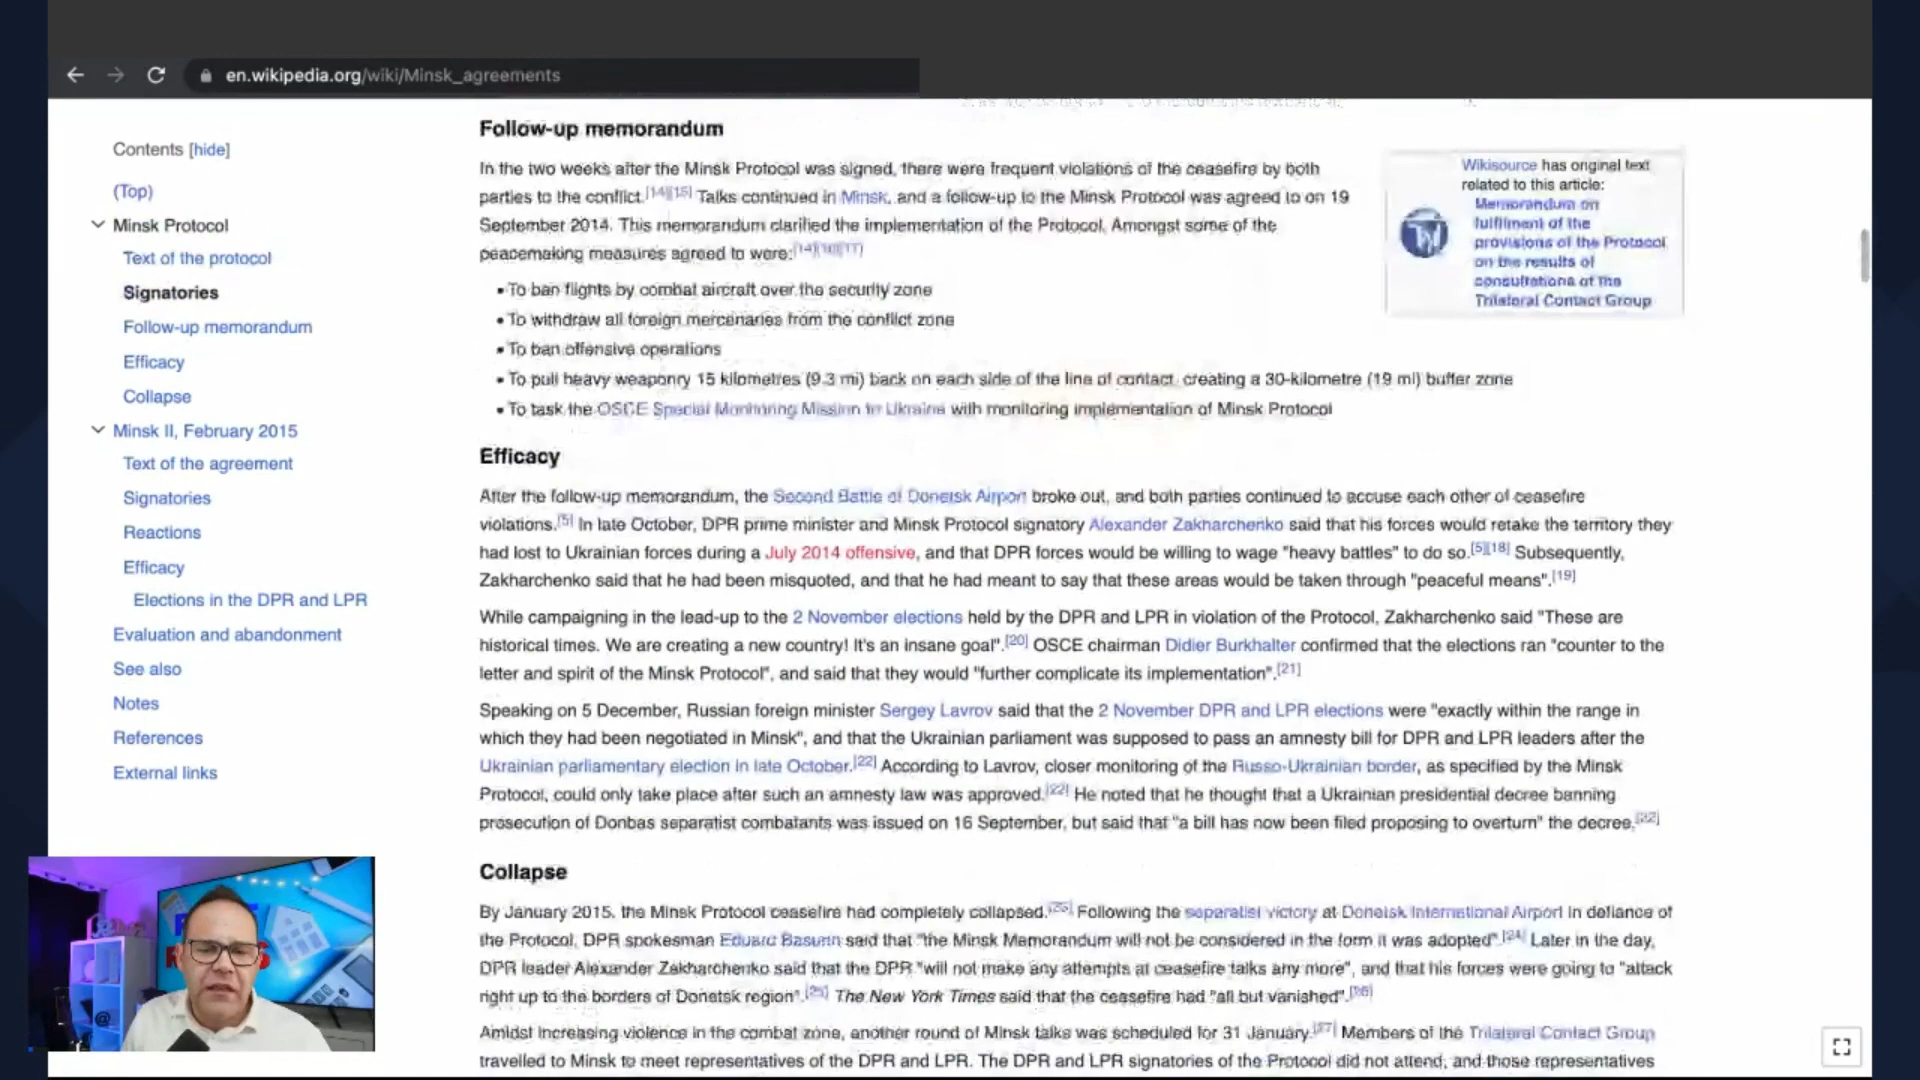 en.wikipedia.org/wiki/Minsk_agreements
Contents [hide]
(Top)
Minsk Protocol
Text of the protocol
Signatories
Follow-up memorandum
Efficacy
Collapse
Minsk II, February 2015
Text of the agreement
Signatories
Reactions
Efficacy
Elections in the DPR and LPR
Evaluation and abandonment
See also
Notes
References
External links
Follow-up memorandum
In the two weeks after the Minsk Protocol was signed, there were frequent violations of the ceasefire by both
parties to the conflict.[14][15] Talks continued in Minsk, and a follow-up to the Minsk Protocol was agreed to on 19
September 2014. This memorandum clarified the implementation of the Protocol. Amongst some of the
peacemaking measures agreed to were:[14][16][17]
• To ban flights by combat aircraft over the security zone
• To withdraw all foreign mercenaries from the conflict zone
• To ban offensive operations
• To pull heavy weaponry 15 kilometres (9.3 mi) back on each side of the line of contact, creating a 30-kilometre (19 mi) buffer zone
• To task the OSCE Special Monitoring Mission to Ukraine with monitoring implementation of Minsk Protocol
Wikisource has original text
related to this article:
Memorandum on
fulfilment of the
provisions of the Protocol
on the results of
consultations of the
Trilateral Contact Group
Efficacy
After the follow-up memorandum, the Second Battle of Donetsk Airport broke out, and both parties continued to accuse each other of ceasefire
violations.[5] In late October, DPR prime minister and Minsk Protocol signatory Alexander Zakharchenko said that his forces would retake the territory they
had lost to Ukrainian forces during a July 2014 offensive, and that DPR forces would be willing to wage "heavy battles" to do so.[5][18] Subsequently,
Zakharchenko said that he had been misquoted, and that he had meant to say that these areas would be taken through "peaceful means".[19]
While campaigning in the lead-up to the 2 November elections held by the DPR and LPR in violation of the Protocol, Zakharchenko said "These are
historical times. We are creating a new country! It's an insane goal".[20] OSCE chairman Didier Burkhalter confirmed that the elections ran "counter to the
letter and spirit of the Minsk Protocol", and said that they would "further complicate its implementation".[21]
Speaking on 5 December, Russian foreign minister Sergey Lavrov said that the 2 November DPR and LPR elections were "exactly within the range in
which they had been negotiated in Minsk", and that the Ukrainian parliament was supposed to pass an amnesty bill for DPR and LPR leaders after the
Ukrainian parliamentary election in late October.[22] According to Lavrov, closer monitoring of the Russo-Ukrainian border, as specified by the Minsk
Protocol, could only take place after such an amnesty law was approved.[22] He noted that he thought that a Ukrainian presidential decree banning
prosecution of Donbas separatist combatants was issued on 16 September, but said that "a bill has now been filed proposing to overturn" the decree.[22]
Collapse
By January 2015, the Minsk Protocol ceasefire had completely collapsed.[23] Following the separatist victory at Donetsk International Airport in defiance of
the Protocol, DPR spokesman Eduard Basurin said that "the Minsk Memorandum will not be considered in the form it was adopted".[24] Later in the day,
DPR leader Alexander Zakharchenko said that the DPR "will not make any attempts at ceasefire talks any more", and that his forces were going to "attack
right up to the borders of Donetsk region".[25] The New York Times said that the ceasefire had "all but vanished".[26]
Amidst increasing violence in the combat zone, another round of Minsk talks was scheduled for 31 January.[27] Members of the Trilateral Contact Group
travelled to Minsk to meet representatives of the DPR and LPR. The DPR and LPR signatories of the Protocol did not attend, and those representatives